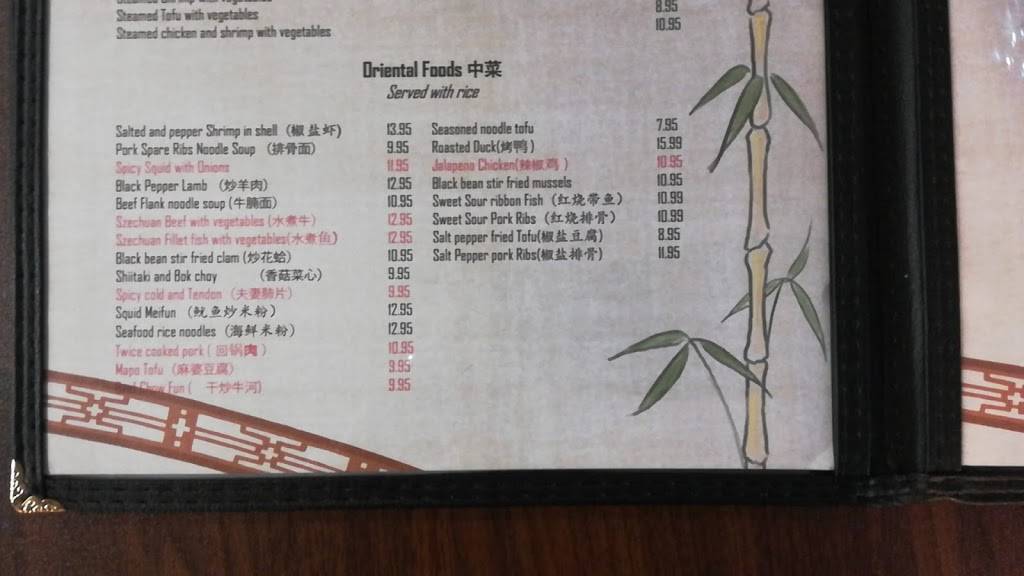 Steamed Shrimp with vegetables
Steamed Tofu with vegetables 8.95
Steamed chicken and shrimp with vegetables 10.95
Oriental Foods 中菜
Served with rice
Salted and pepper Shrimp in shell (椒盐虾) 13.95
Pork Spare Ribs Noodle Soup (排骨面) 9.95
Spicy Squid with Onions 11.95
Black Pepper Lamb (炒羊肉) 12.95
Beef Flank noodle soup (牛腩面) 10.95
Szechuan Beef with vegetables (水煮牛) 12.95
Szechuan Fillet fish with vegetables(水煮鱼) 12.95
Black bean stir fried clam (炒花蛤) 10.95
Shiitaki and Bok choy (香菇菜心) 9.95
Spicy cold and Tendon (夫妻肺片) 9.95
Squid Meifun (鱿鱼炒米粉) 12.95
Seafood rice noodles (海鲜米粉) 12.95
Twice cooked pork ( 回锅肉 ) 10.95
Mapo Tofu (麻婆豆腐) 9.95
Beef Chow Fun ( 干炒牛河) 9.95
Seasoned noodle tofu 7.95
Roasted Duck(烤鸭 ) 15.99
Jalapeno Chicken(辣椒鸡 ) 10.95
Black bean stir fried mussels 10.95
Sweet Sour ribbon Fish (红烧带鱼) 10.99
Sweet Sour Pork Ribs (红烧排骨) 10.99
Salt pepper fried Tofu(椒盐豆腐) 8.95
Salt Pepper pork Ribs(椒盐排骨) 11.95